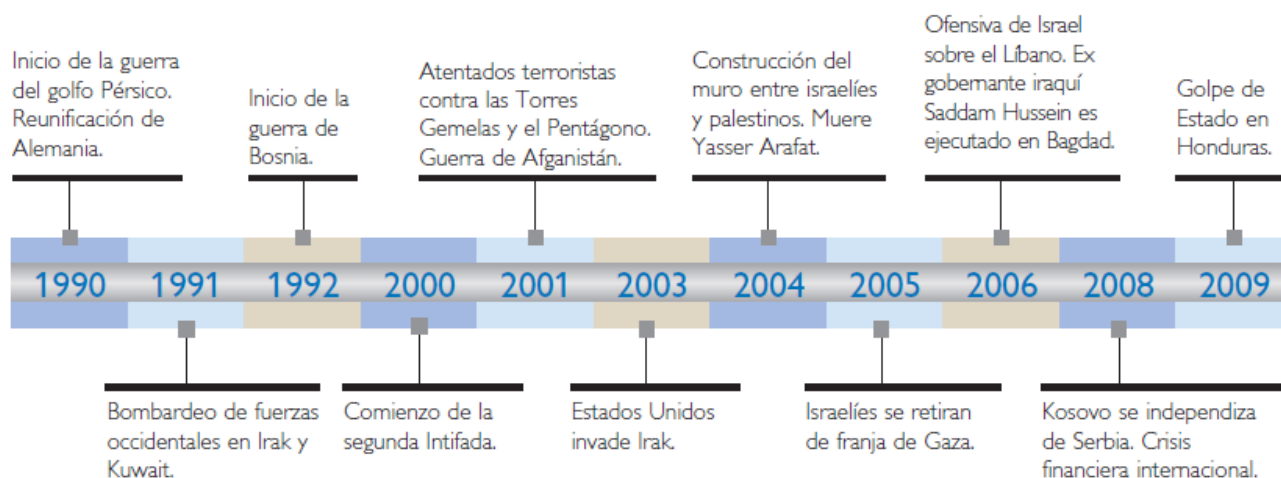 Inicio de la guerra
del golfo Pérsico.
Reunificación de
Alemania.
Inicio de la
guerra de
Bosnia.
Atentados terroristas
contra las Torres
Gemelas y el Pentágono.
Guerra de Afganistán.
Construcción del
muro entre israelíes
y palestinos. Muere
Yasser Arafat.
Ofensiva de Israel
sobre el Líbano. Ex
gobernante iraquí
Saddam Hussein es
ejecutado en Bagdad.
Golpe de
Estado en
Honduras.
1990 1991 1992 2000 2001 2003 2004 2005 2006 2008 2009
Bombardeo de fuerzas
occidentales en Irak y
Kuwait.
Comienzo de la
segunda Intifada.
Estados Unidos
invade Irak.
Israelíes se retiran
de franja de Gaza.
Kosovo se independiza
de Serbia. Crisis
financiera internacional.